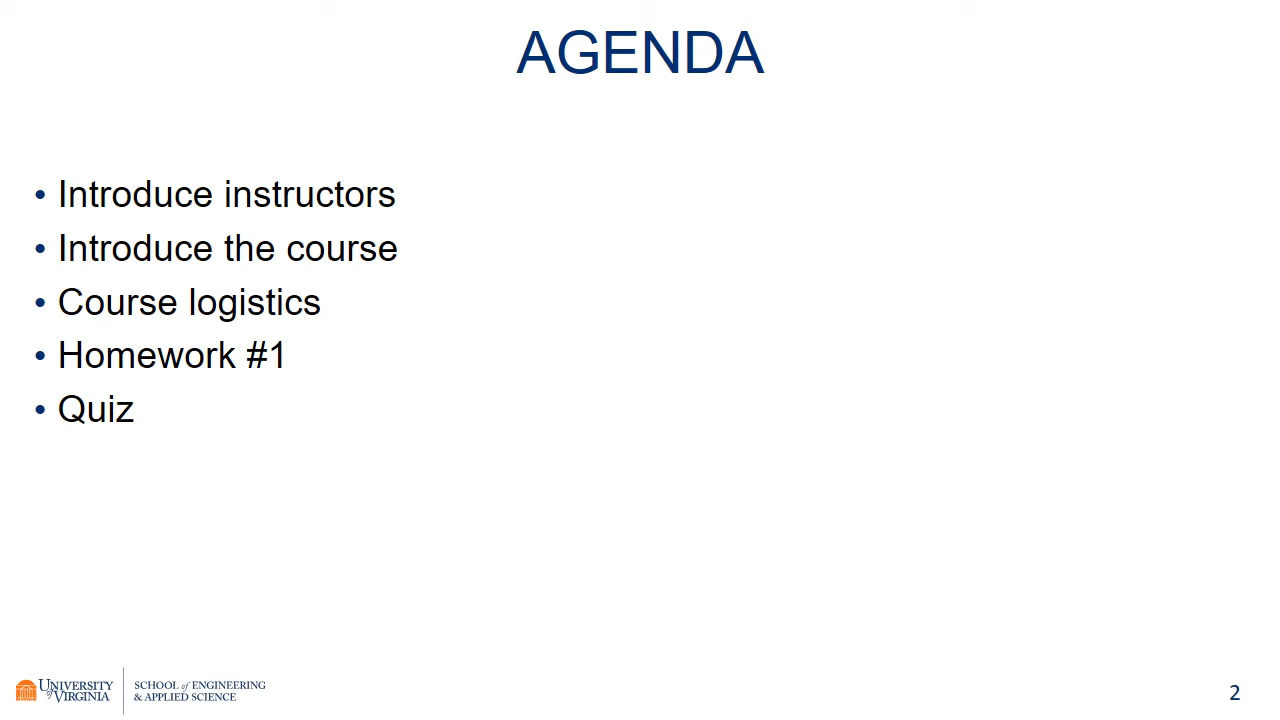 AGENDA
• Introduce instructors
• Introduce the course
• Course logistics
• Homework #1
• Quiz
UNIVERSITY
of VIRGINIA
SCHOOL of ENGINEERING
& APPLIED SCIENCE
2